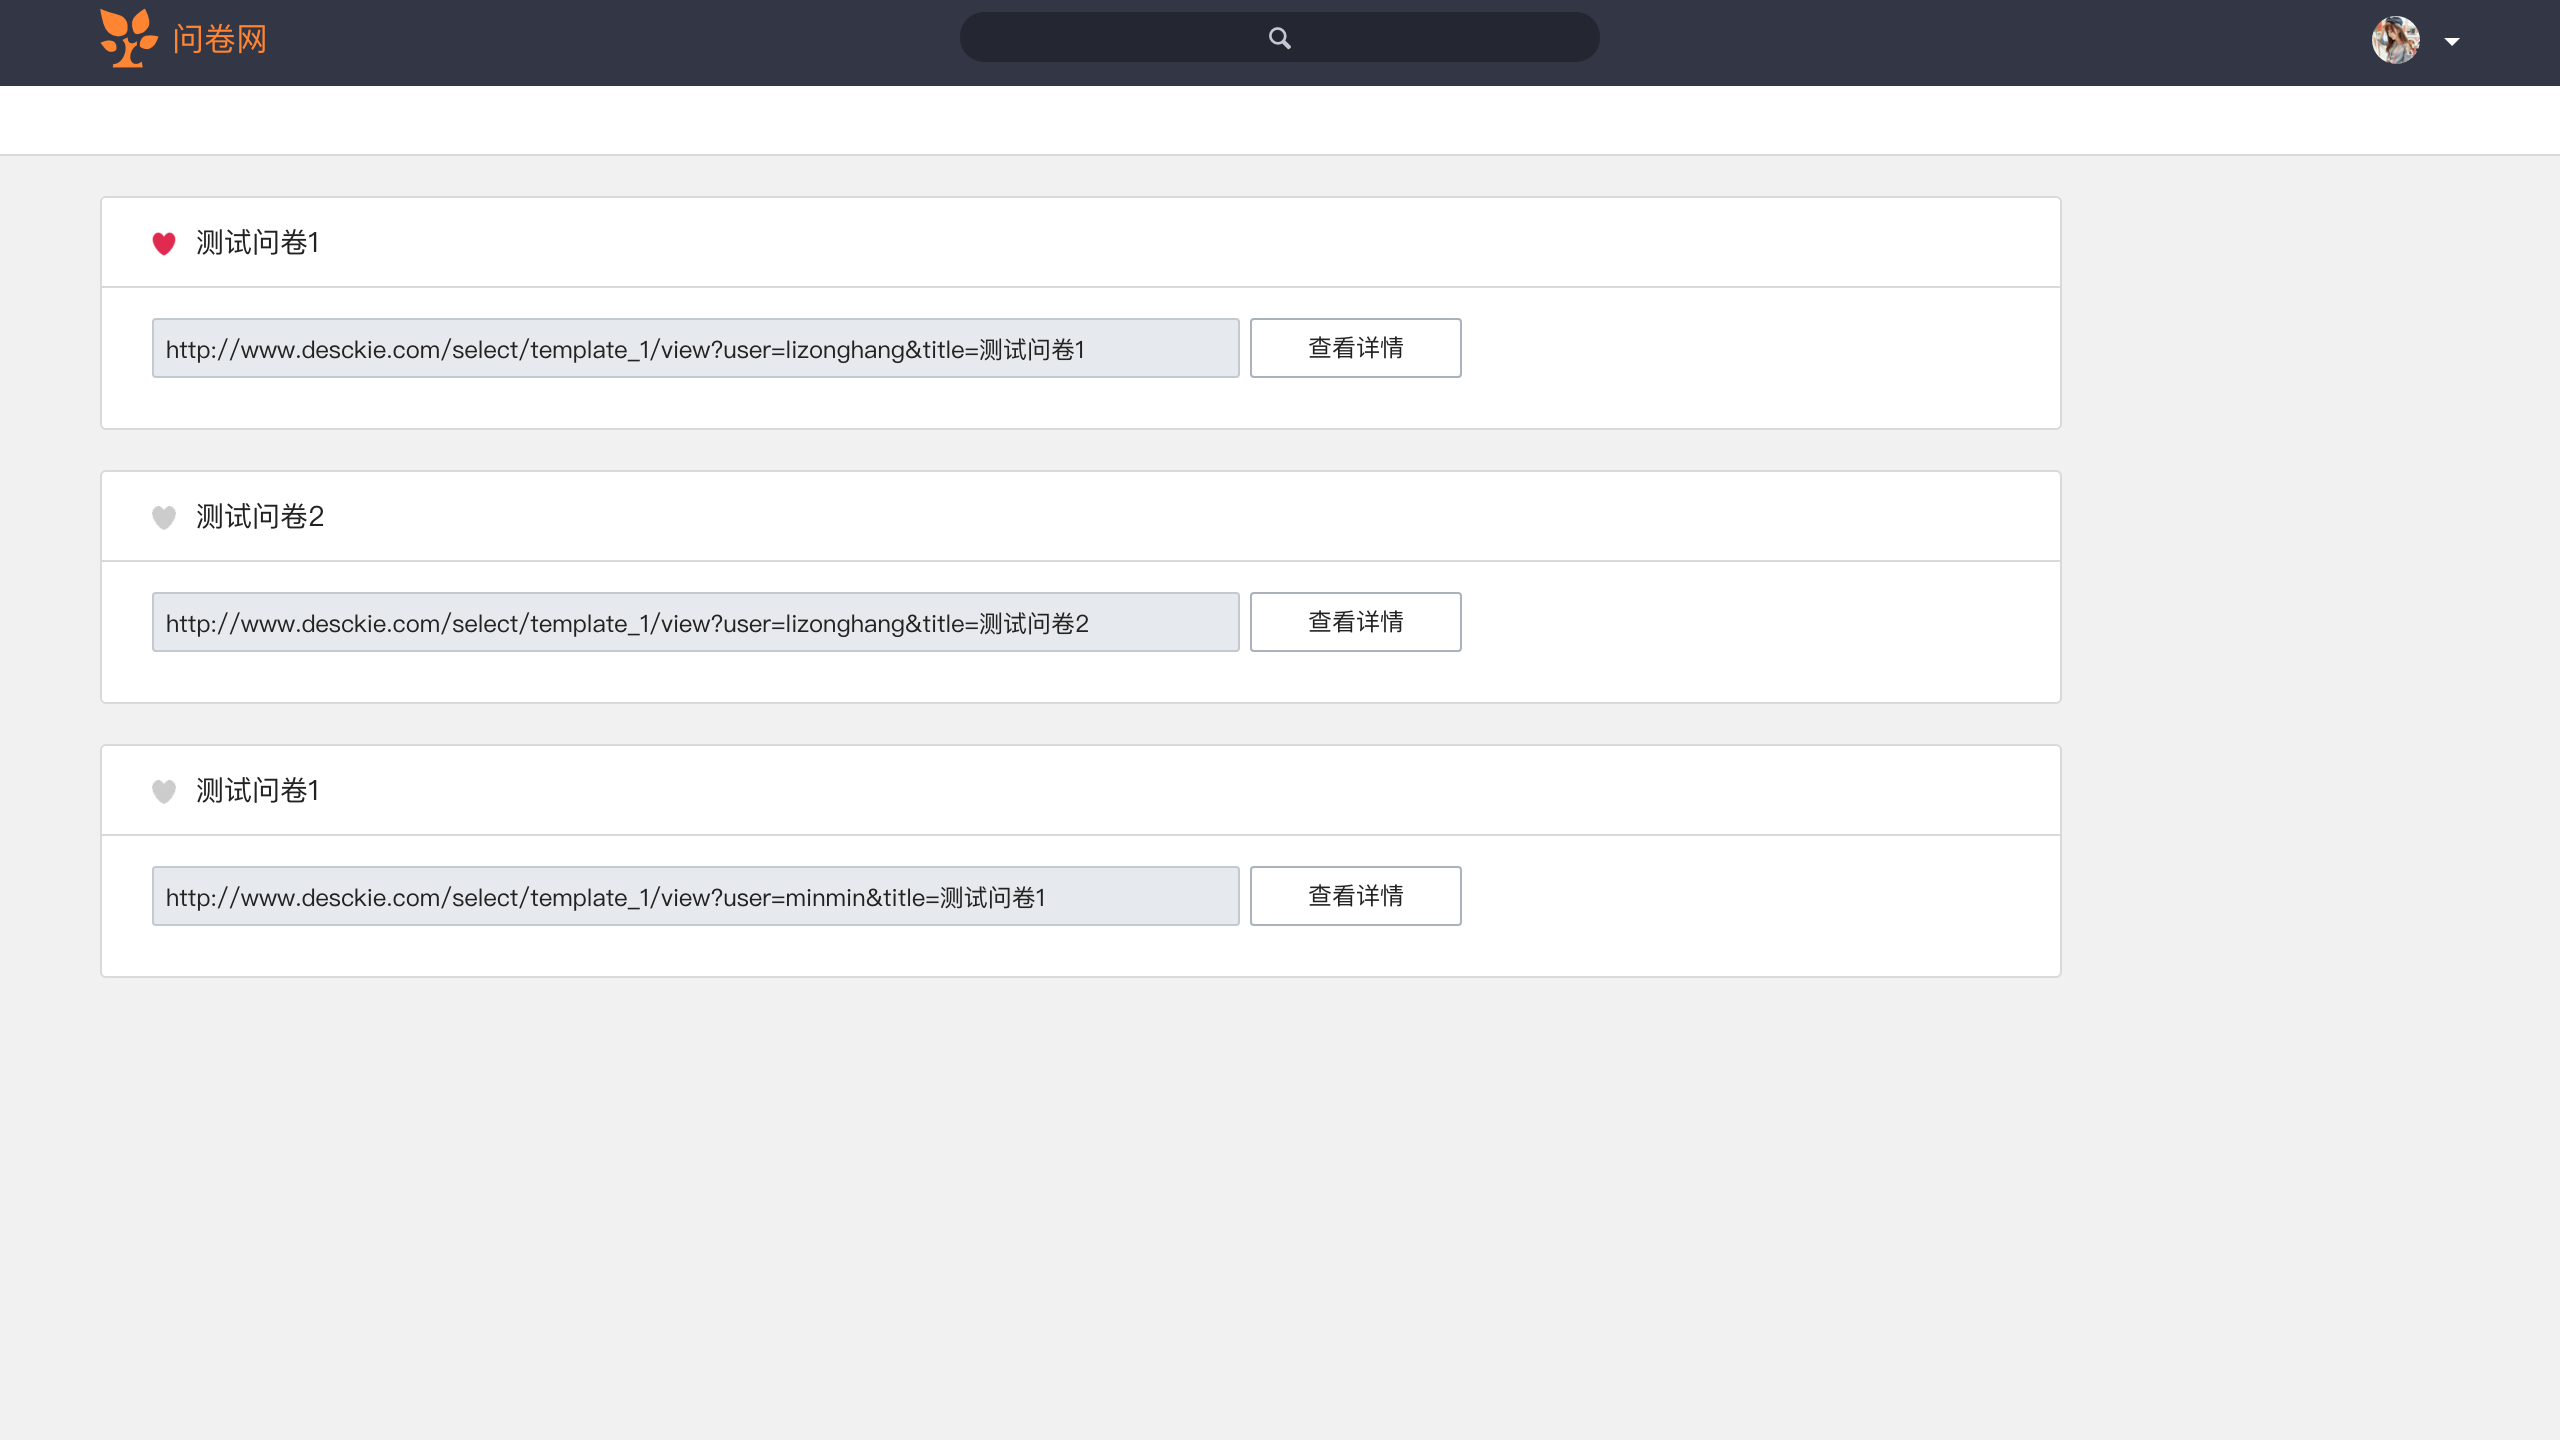 问卷网
测试问卷1
http://www.desckie.com/select/template_1/view?user=lizonghang&title=测试问卷1 查看详情
测试问卷2
http://www.desckie.com/select/template_1/view?user=lizonghang&title=测试问卷2 查看详情
测试问卷1
http://www.desckie.com/select/template_1/view?user=minmin&title=测试问卷1 查看详情